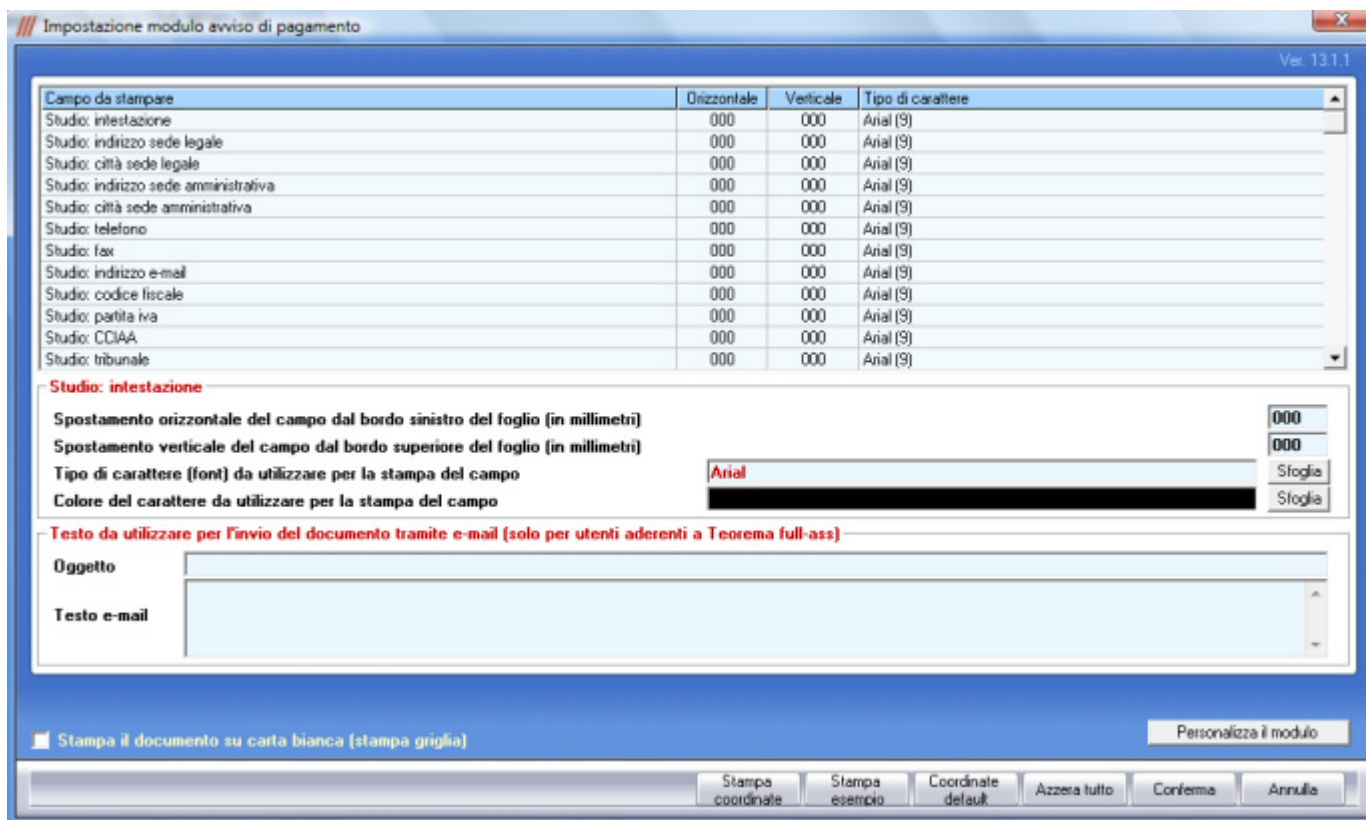 Impostazione modulo avviso di pagamento
Ver. 13.1.1
Campo da stampare Orizzontale Verticale Tipo di carattere
Studio: intestazione 000 000 Arial (9)
Studio: indirizzo sede legale 000 000 Arial (9)
Studio: città sede legale 000 000 Arial (9)
Studio: indirizzo sede amministrativa 000 000 Arial (9)
Studio: città sede amministrativa 000 000 Arial (9)
Studio: telefono 000 000 Arial (9)
Studio: fax 000 000 Arial (9)
Studio: indirizzo e-mail 000 000 Arial (9)
Studio: codice fiscale 000 000 Arial (9)
Studio: partita iva 000 000 Arial (9)
Studio: CCIAA 000 000 Arial (9)
Studio: tribunale 000 000 Arial (9)
Studio: intestazione
Spostamento orizzontale del campo dal bordo sinistro del foglio (in millimetri) 000
Spostamento verticale del campo dal bordo superiore del foglio (in millimetri) 000
Tipo di carattere (font) da utilizzare per la stampa del campo Arial Sfoglia
Colore del carattere da utilizzare per la stampa del campo Sfoglia
Testo da utilizzare per l'invio del documento tramite e-mail (solo per utenti aderenti a Teorema full-ass)
Oggetto
Testo e-mail
Stampa il documento su carta bianca (stampa griglia) Personalizza il modulo
Stampa coordinate Stampa esempio Coordinate default Azzera tutto Conferma Annulla